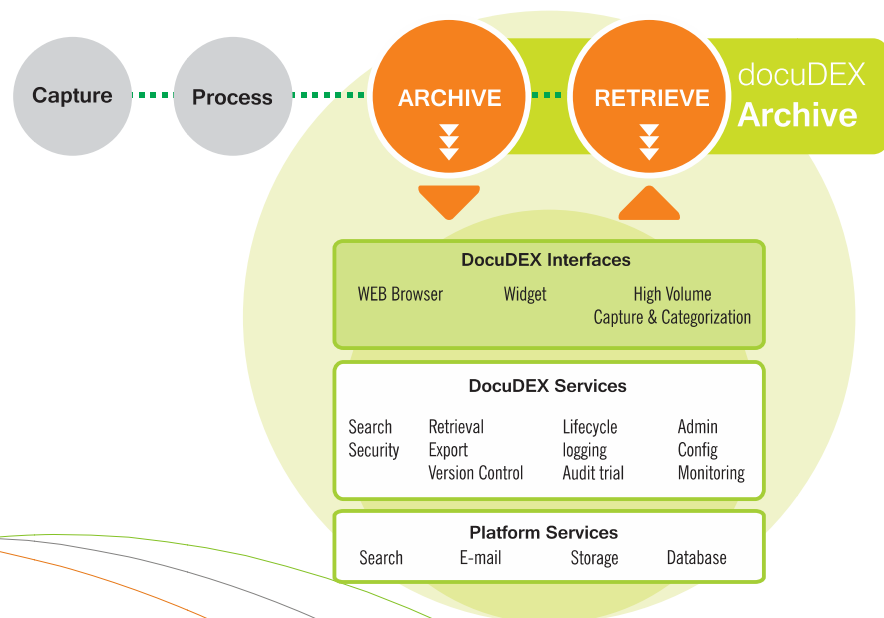 Capture
Process
ARCHIVE
RETRIEVE
docuDEX
Archive
DocuDEX Interfaces
WEB Browser
Widget
High Volume
Capture & Categorization
DocuDEX Services
Search
Security
Retrieval
Export
Version Control
Lifecycle
logging
Audit trial
Admin
Config
Monitoring
Platform Services
Search
E-mail
Storage
Database